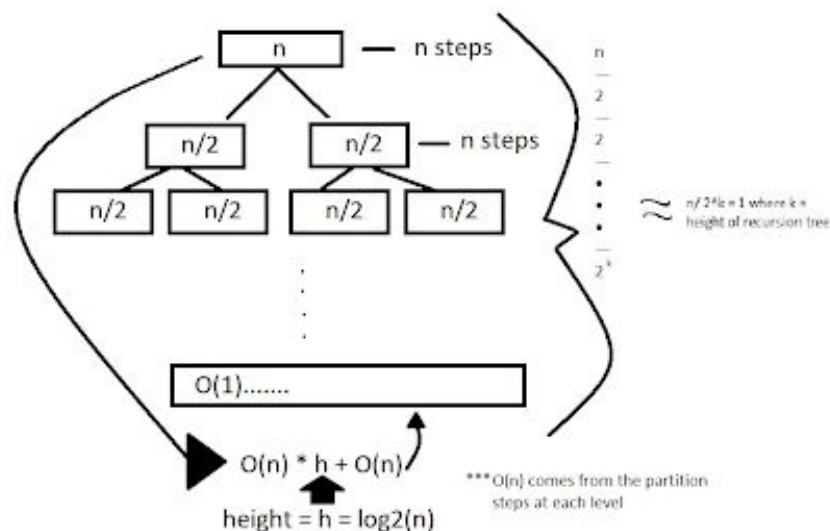 n — n steps
n/2 n/2 — n steps
n/2 n/2 n/2 n/2
O(1).......
O(n) * h + O(n)
height = h = log2(n)
***O(n) comes from the partition
steps at each level
n
2
2
2^k
n/2^k = 1 where k =
height of recursion tree